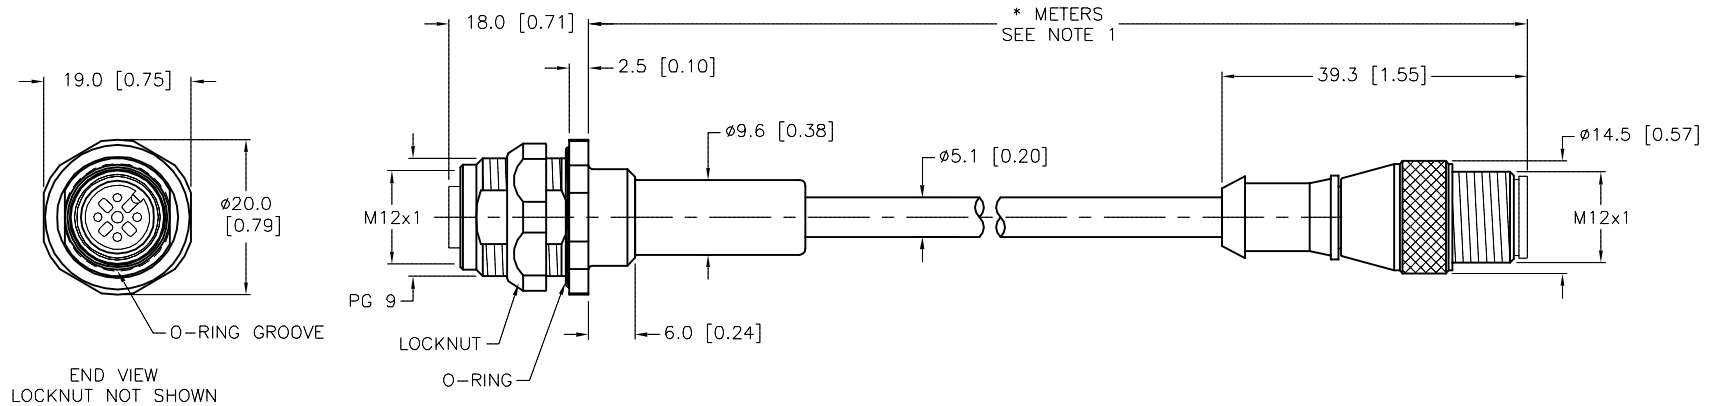 18.0 [0.71]
* METERS
SEE NOTE 1
19.0 [0.75]
2.5 [0.10]
39.3 [1.55]
ø9.6 [0.38]
ø14.5 [0.57]
ø5.1 [0.20]
ø20.0
[0.79]
M12x1
M12x1
PG 9
O-RING GROOVE
6.0 [0.24]
LOCKNUT
END VIEW
LOCKNUT NOT SHOWN
O-RING